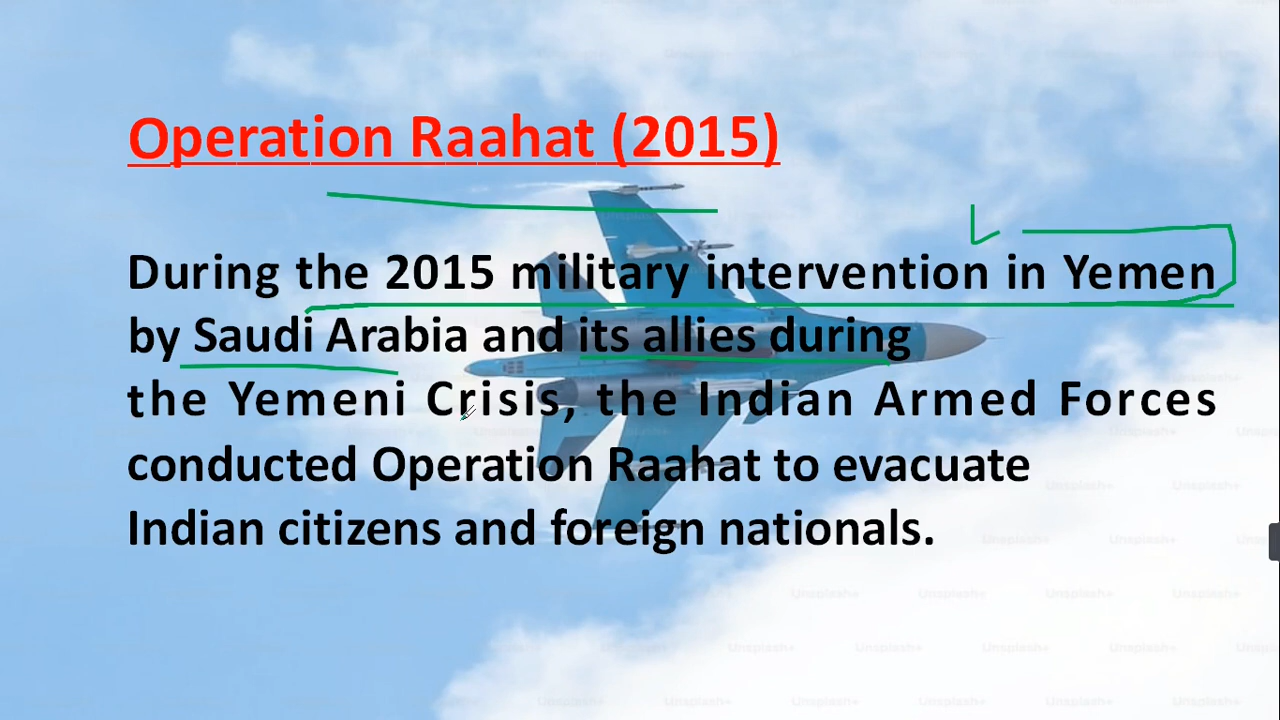 Operation Raahat (2015)
During the 2015 military intervention in Yemen
by Saudi Arabia and its allies during
the Yemeni Crisis, the Indian Armed Forces
conducted Operation Raahat to evacuate
Indian citizens and foreign nationals.